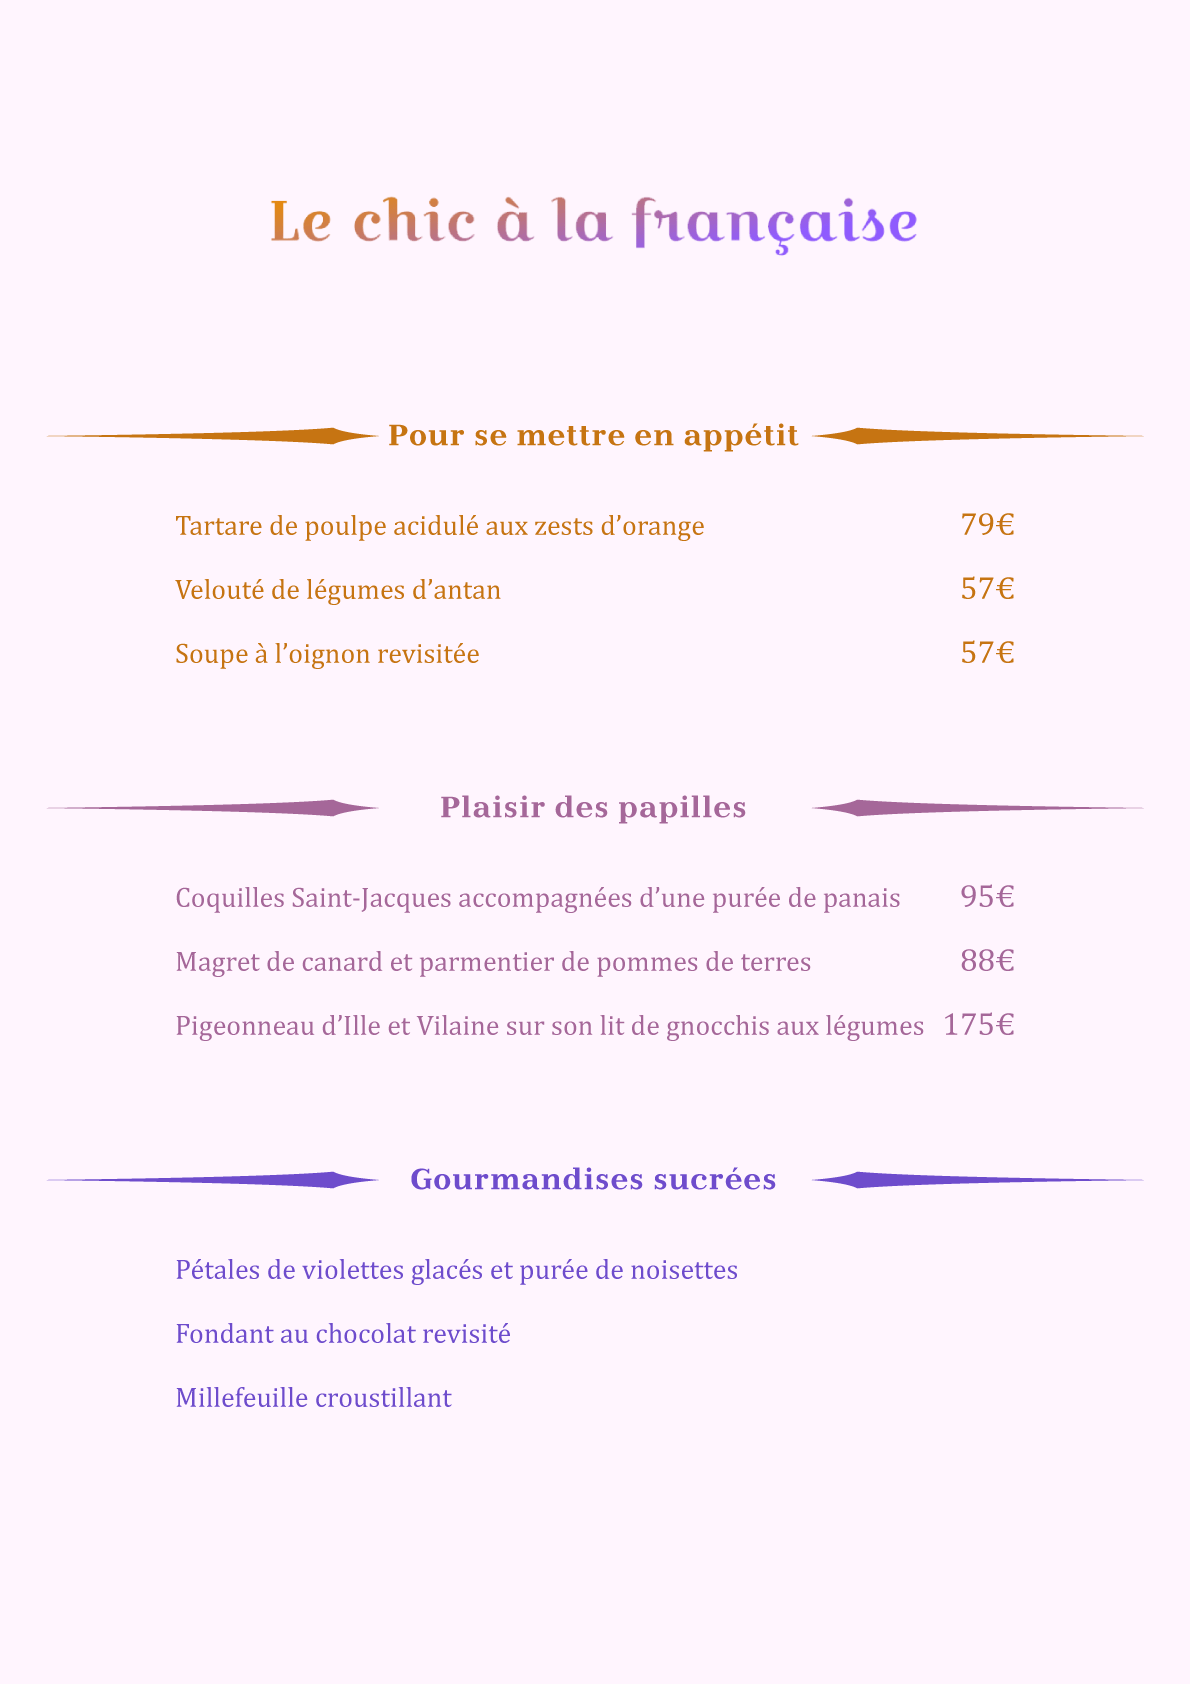 Le chic à la française
Pour se mettre en appétit
Tartare de poulpe acidulé aux zests d’orange 79€
Velouté de légumes d’antan 57€
Soupe à l’oignon revisitée 57€
Plaisir des papilles
Coquilles Saint-Jacques accompagnées d’une purée de panais 95€
Magret de canard et parmentier de pommes de terres 88€
Pigeonneau d’Ille et Vilaine sur son lit de gnocchis aux légumes 175€
Gourmandises sucrées
Pétales de violettes glacés et purée de noisettes
Fondant au chocolat revisité
Millefeuille croustillant